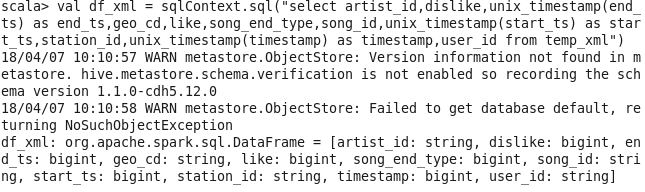 scala> val df_xml = sqlContext.sql("select artist_id,dislike,unix_timestamp(end_
ts) as end_ts,geo_cd,like,song_end_type,song_id,unix_timestamp(start_ts) as star
t_ts,station_id,unix_timestamp(timestamp) as timestamp,user_id from temp_xml")
18/04/07 10:10:57 WARN metastore.ObjectStore: Version information not found in m
etastore. hive.metastore.schema.verification is not enabled so recording the sch
ema version 1.1.0-cdh5.12.0
18/04/07 10:10:58 WARN metastore.ObjectStore: Failed to get database default, re
turning NoSuchObjectException
df_xml: org.apache.spark.sql.DataFrame = [artist_id: string, dislike: bigint, en
d_ts: bigint, geo_cd: string, like: bigint, song_end_type: bigint, song_id: stri
ng, start_ts: bigint, station_id: string, timestamp: bigint, user_id: string]